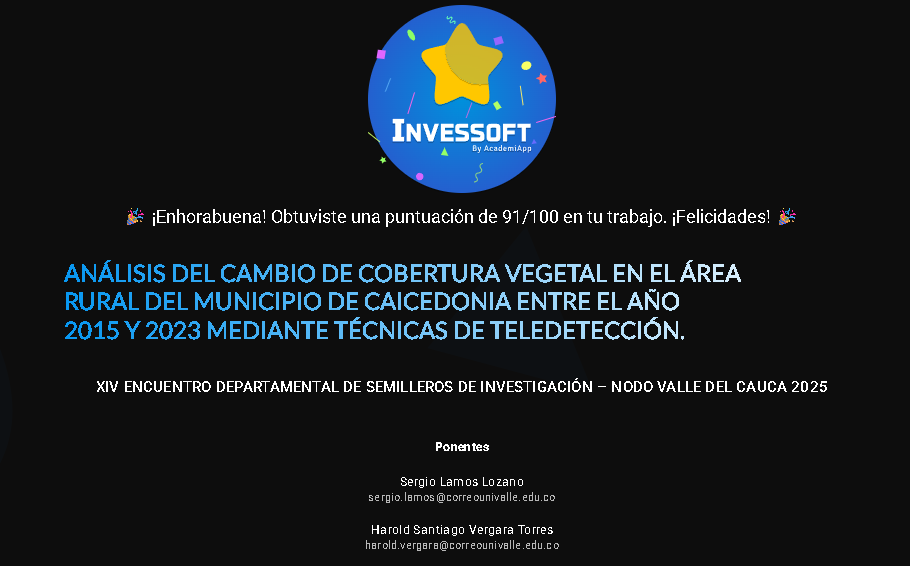 INVESSOFT
By AcademiApp
🎉 ¡Enhorabuena! Obtuviste una puntuación de 91/100 en tu trabajo. ¡Felicidades! 🎉
ANÁLISIS DEL CAMBIO DE COBERTURA VEGETAL EN EL ÁREA
RURAL DEL MUNICIPIO DE CAICEDONIA ENTRE EL AÑO
2015 Y 2023 MEDIANTE TÉCNICAS DE TELEDETECCIÓN.
XIV ENCUENTRO DEPARTAMENTAL DE SEMILLEROS DE INVESTIGACIÓN – NODO VALLE DEL CAUCA 2025
Ponentes
Sergio Lamos Lozano
sergio.lamos@correounivalle.edu.co
Harold Santiago Vergara Torres
harold.vergara@correounivalle.edu.co